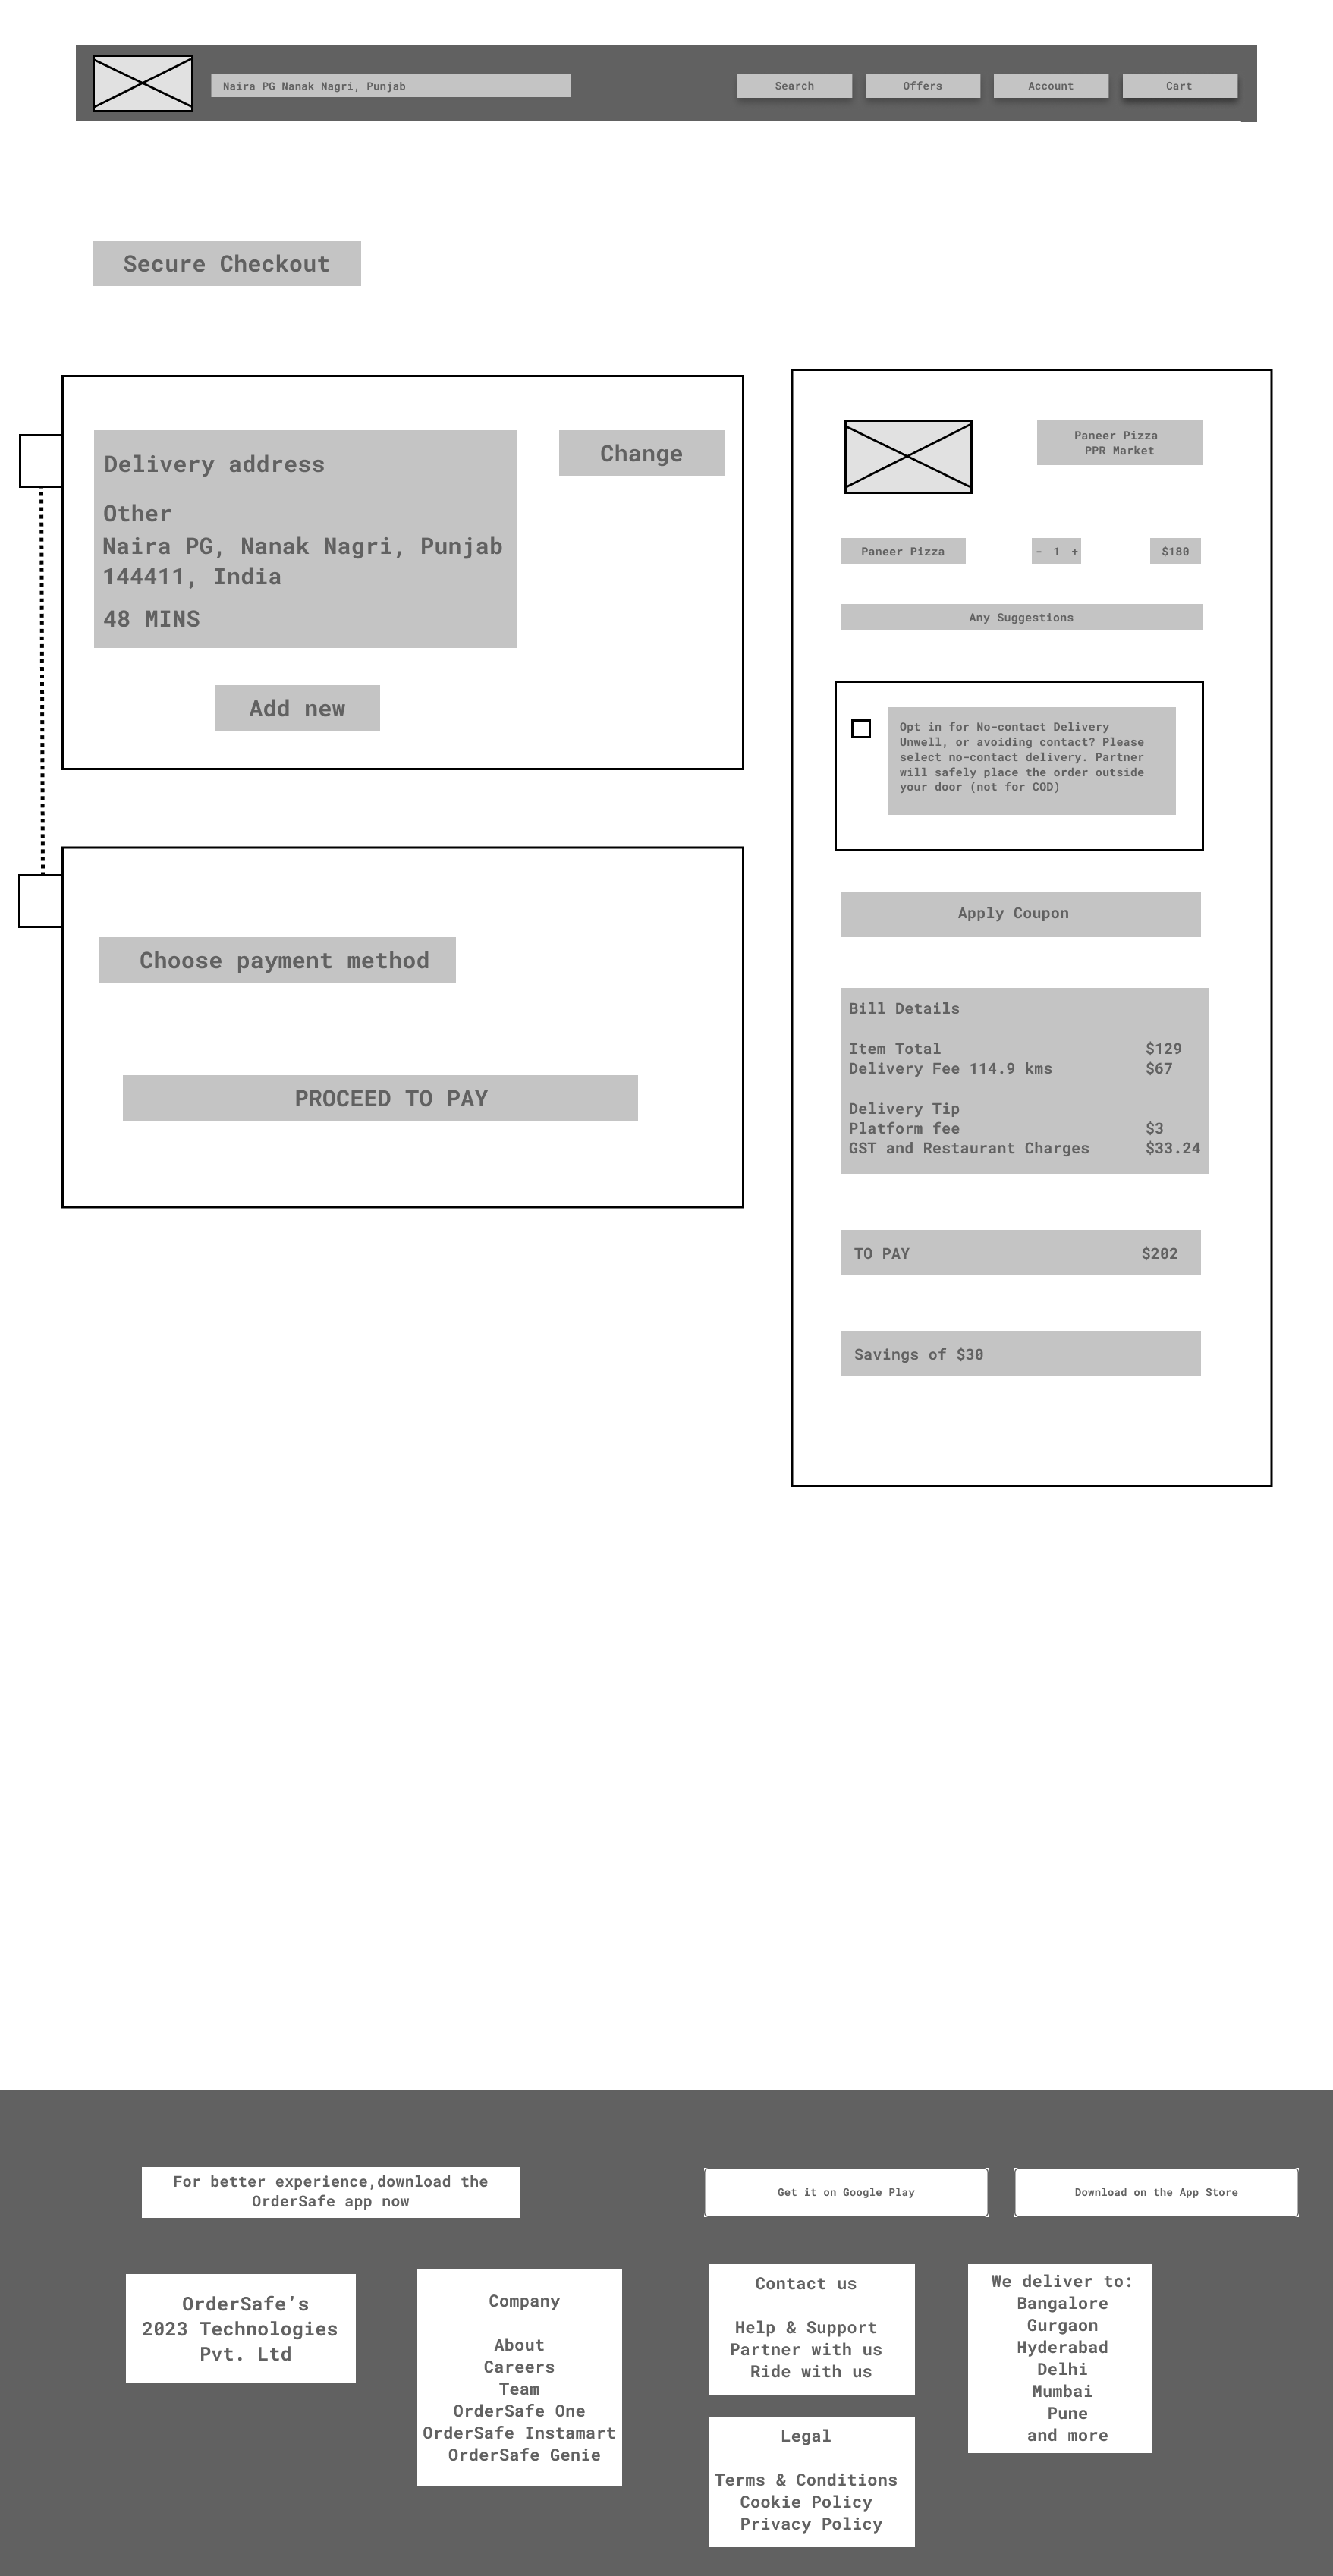 Naira PG Nanak Nagri, Punjab
Search
Offers
Account
Cart
Secure Checkout
Delivery address
Change
Other
Naira PG, Nanak Nagri, Punjab
144411, India
48 MINS
Add new
Choose payment method
PROCEED TO PAY
Paneer Pizza
PPR Market
Paneer Pizza
- 1 +
$180
Any Suggestions
Opt in for No-contact Delivery
Unwell, or avoiding contact? Please
select no-contact delivery. Partner
will safely place the order outside
your door (not for COD)
Apply Coupon
Bill Details
Item Total $129
Delivery Fee 114.9 kms $67
Delivery Tip
Platform fee $3
GST and Restaurant Charges $33.24
TO PAY $202
Savings of $30
For better experience,download the
OrderSafe app now
Get it on Google Play
Download on the App Store
OrderSafe’s
2023 Technologies
Pvt. Ltd
Company
About
Careers
Team
OrderSafe One
OrderSafe Instamart
OrderSafe Genie
Contact us
Help & Support
Partner with us
Ride with us
Legal
Terms & Conditions
Cookie Policy
Privacy Policy
We deliver to:
Bangalore
Gurgaon
Hyderabad
Delhi
Mumbai
Pune
and more